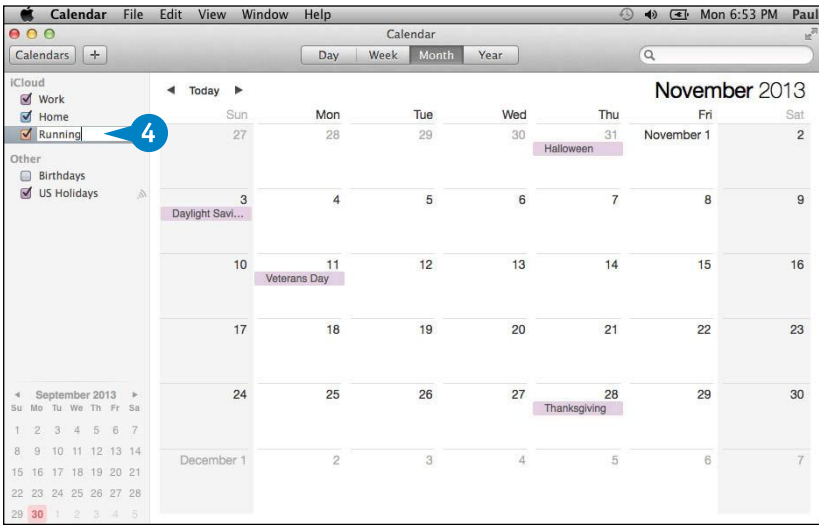 Calendar File Edit View Window Help Mon 6:53 PM Paul
Calendar
Calendars + Day Week Month Year
iCloud
Work
Home
Running
4
Other
Birthdays
US Holidays
Today
November 2013
Sun Mon Tue Wed Thu Fri Sat
27 28 29 30 31 November 1 2
Halloween
3 4 5 6 7 8 9
Daylight Savi...
10 11 12 13 14 15 16
Veterans Day
17 18 19 20 21 22 23
24 25 26 27 28 29 30
Thanksgiving
December 1 2 3 4 5 6 7
September 2013
Su Mo Tu We Th Fr Sa
1 2 3 4 5 6 7
8 9 10 11 12 13 14
15 16 17 18 19 20 21
22 23 24 25 26 27 28
29 30 1 2 3 4 5